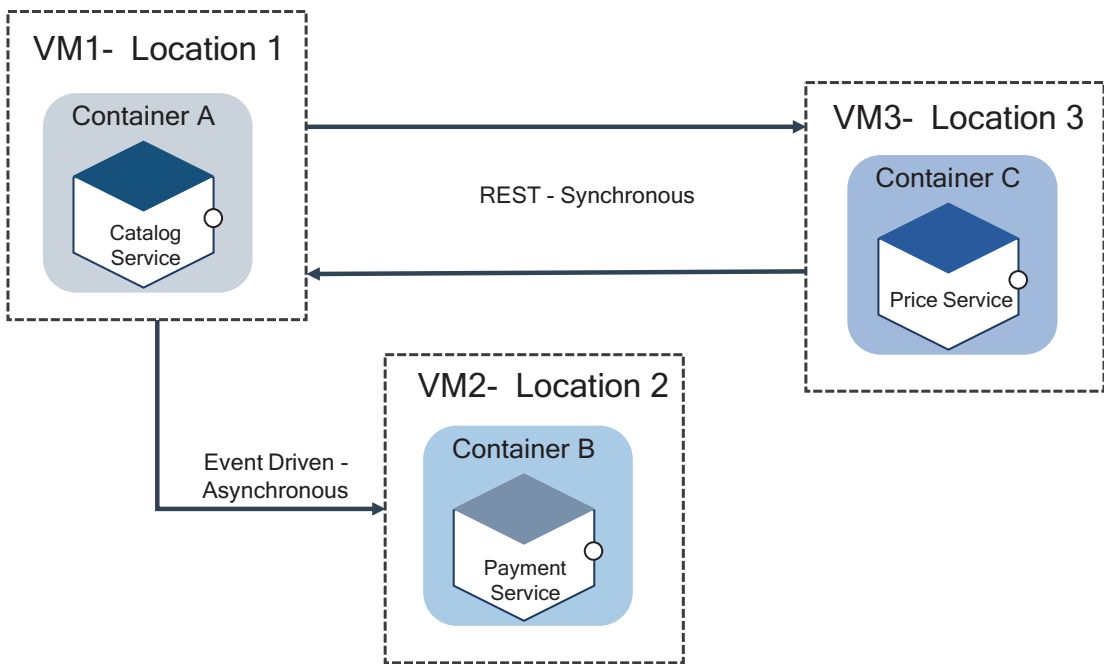 VM1-  Location 1
Container A
Catalog
Service
REST - Synchronous
VM3-  Location 3
Container C
Price Service
Event Driven -
Asynchronous
VM2-  Location 2
Container B
Payment
Service